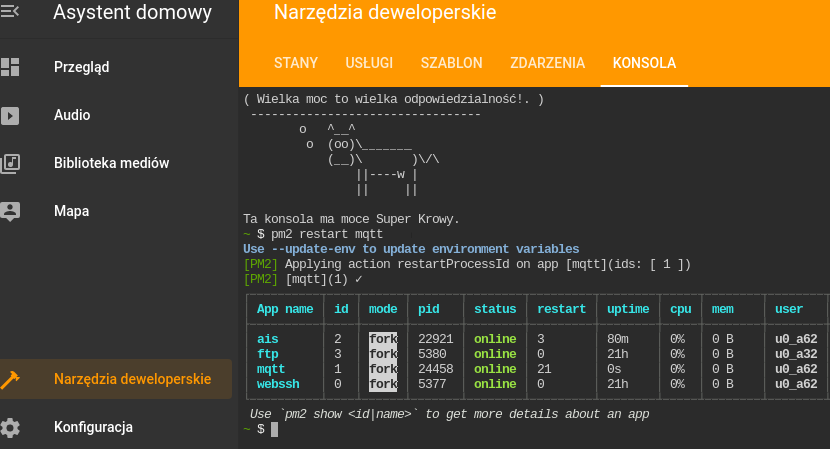 Asystent domowy
Narzędzia deweloperskie
STANY USŁUGI SZABLON ZDARZENIA KONSOLA
Przegląd
Audio
Biblioteka mediów
Mapa
Narzędzia deweloperskie
Konfiguracja
( Wielka moc to wielka odpowiedzialność!. )
---------------------------------
o   ^__^
o  (oo)\_______
(__)\       )\/\
||----w |
||     ||
Ta konsola ma moce Super Krowy.
~ $ pm2 restart mqtt
Use --update-env to update environment variables
[PM2] Applying action restartProcessId on app [mqtt](ids: [ 1 ])
[PM2] [mqtt](1) ✓
App name │ id │ mode │ pid │ status │ restart │ uptime │ cpu │ mem │ user
ais │ 2 │ fork │ 22921 │ online │ 3 │ 80m │ 0% │ 0 B │ u0_a62
ftp │ 3 │ fork │ 5380 │ online │ 0 │ 21h │ 0% │ 0 B │ u0_a32
mqtt │ 1 │ fork │ 24458 │ online │ 21 │ 0s │ 0% │ 0 B │ u0_a62
webssh │ 0 │ fork │ 5377 │ online │ 0 │ 21h │ 0% │ 0 B │ u0_a62
Use `pm2 show <id|name>` to get more details about an app
~ $